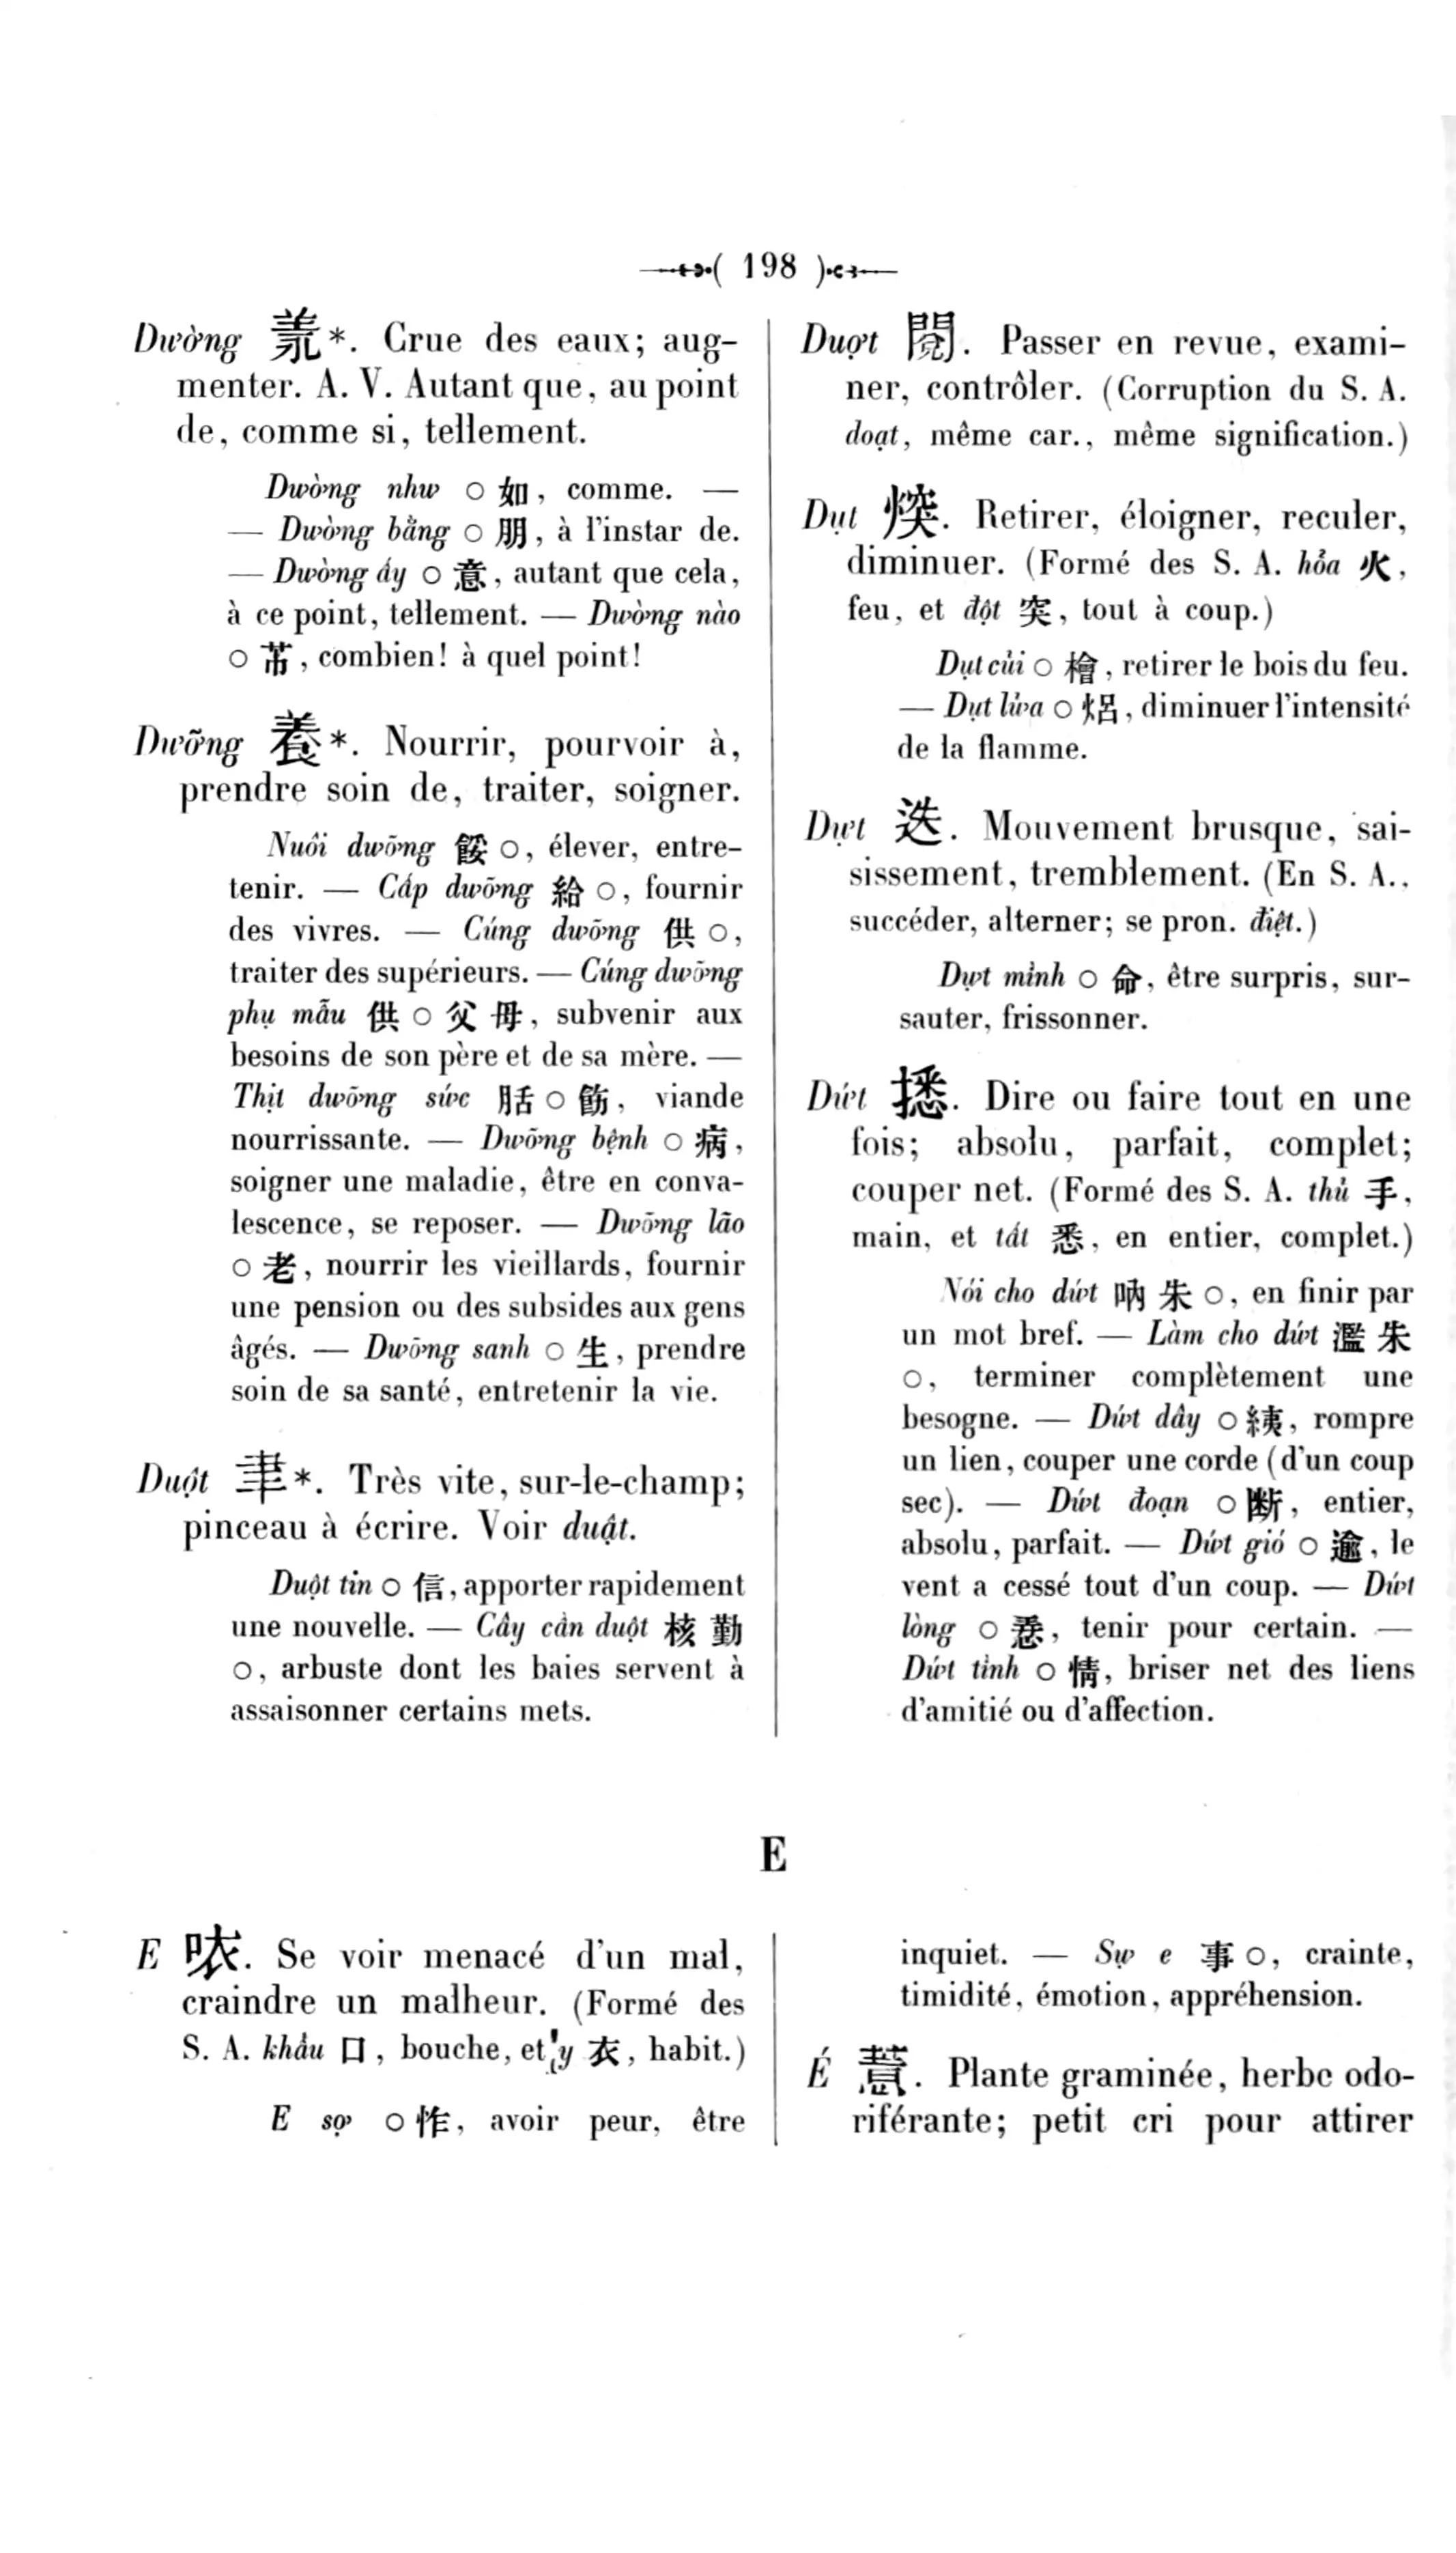 ( 198 )
Dường 羕*. Crue des eaux; aug-
menter. A. V. Autant que, au point
de, comme si, tellement.
Dường như ○ 如, comme. —
— Dường bằng ○ 朋, à l'instar de.
— Dường ấy ○ 意, autant que cela,
à ce point, tellement. — Dường nào
○ 芾, combien! à quel point!
Dưỡng 養*. Nourrir, pourvoir à,
prendre soin de, traiter, soigner.
Nuôi dưỡng 餒 ○, élever, entre-
tenir. — Cấp dưỡng 給 ○, fournir
des vivres. — Cúng dưỡng 供 ○,
traiter des supérieurs. — Cúng dưỡng
phụ mẫu 供 ○ 父 母, subvenir aux
besoins de son père et de sa mère. —
Thịt dưỡng sức ○, viande
nourrissante. — Dưỡng bệnh ○ 病,
soigner une maladie, être en conva-
lescence, se reposer. — Dưỡng lão
○ 老, nourrir les vieillards, fournir
une pension ou des subsides aux gens
âgés. — Dưỡng sanh ○ 生, prendre
soin de sa santé, entretenir la vie.
Duột 聿*. Très vite, sur-le-champ;
pinceau à écrire. Voir duật.
Duột tin ○ 信, apporter rapidement
une nouvelle. — Cây cần duột 核 勤
○, arbuste dont les baies servent à
assaisonner certains mets.
Duợt 閱. Passer en revue, exami-
ner, contrôler. (Corruption du S. A.
doạt, même car., même signification.)
Dụt 堗. Retirer, éloigner, reculer,
diminuer. (Formé des S. A. hỏa 火,
feu, et đột 突, tout à coup.)
Dụt củi ○ 檜, retirer le bois du feu.
— Dụt lửa ○ 焒, diminuer l'intensité
de la flamme.
Dựt 迭. Mouvement brusque, sai-
sissement, tremblement. (En S. A.,
succéder, alterner; se pron. điệt.)
Dựt mình ○ 命, être surpris, sur-
sauter, frissonner.
Dứt 𢴑. Dire ou faire tout en une
fois; absolu, parfait, complet;
couper net. (Formé des S. A. thủ 手,
main, et tất 悉, en entier, complet.)
Nói cho dứt 吶 朱 ○, en finir par
un mot bref. — Làm cho dứt 濫 朱
○, terminer complètement une
besogne. — Dứt dây ○ 繏, rompre
un lien, couper une corde (d'un coup
sec). — Dứt đoạn ○ 断, entier,
absolu, parfait. — Dứt gió ○, le
vent a cessé tout d'un coup. — Dứt
lòng ○, tenir pour certain. —
Dứt tình ○ 情, briser net des liens
d'amitié ou d'affection.
E
E 㕈. Se voir menacé d'un mal,
craindre un malheur. (Formé des
S. A. khẩu 口, bouche, et y 衣, habit.)
E sợ ○ 怍, avoir peur, être
inquiet. — Sự e 事 ○, crainte,
timidité, émotion, appréhension.
É 薏. Plante graminée, herbe odo-
riférante; petit cri pour attirer